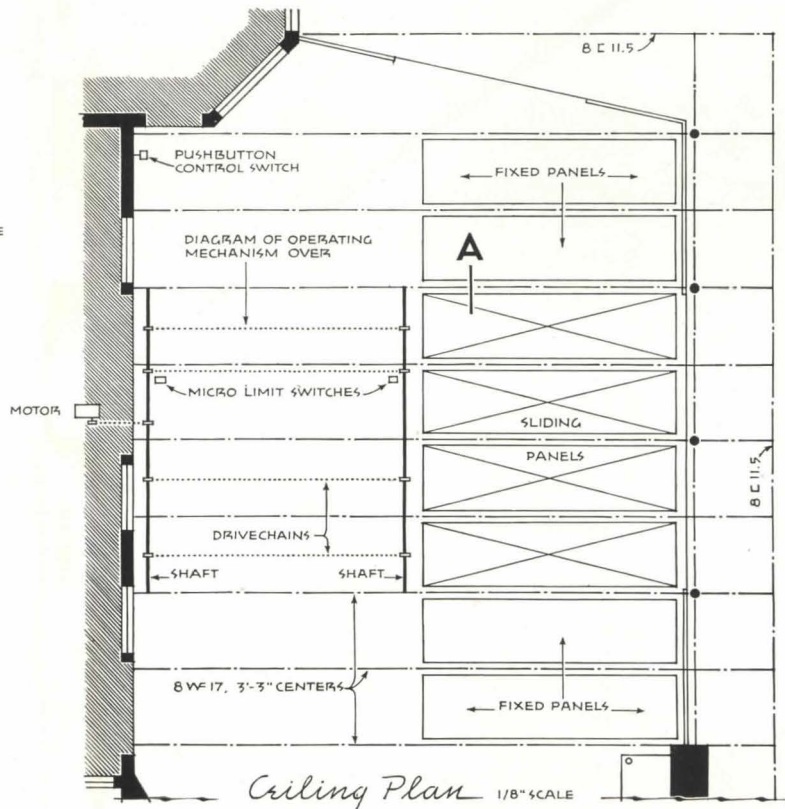 8 [ 11.5
PUSHBUTTON
CONTROL SWITCH
FIXED PANELS
DIAGRAM OF OPERATING
MECHANISM OVER
A
MICRO LIMIT SWITCHES
MOTOR
SLIDING
PANELS
8 [ 11.5
DRIVECHAINS
SHAFT
SHAFT
8 WF 17, 3'-3" CENTERS
FIXED PANELS
Ceiling Plan 1/8" SCALE